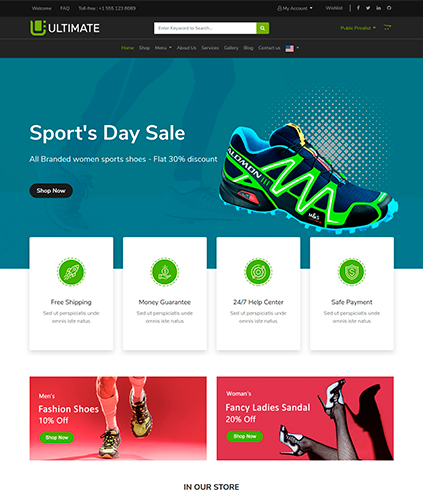 Welcome FAQ Toll-free : +1 555 123 8089 My Account Wishlist
ULTIMATE Enter Keyword to Search... Public Pricelist
Home Shop Menu About Us Services Gallery Blog Contact us
Sport's Day Sale
All Branded women sports shoes - Flat 30% discount
Shop Now
SALOMON
M&S
Free Shipping
Sed ut perspiciatis unde
omnis iste natus
Money Guarantee
Sed ut perspiciatis unde
omnis iste natus
24/7 Help Center
Sed ut perspiciatis unde
omnis iste natus
Safe Payment
Sed ut perspiciatis unde
omnis iste natus
Men's
Fashion Shoes
10% Off
Shop Now
Woman's
Fancy Ladies Sandal
20% Off
Shop Now
IN OUR STORE